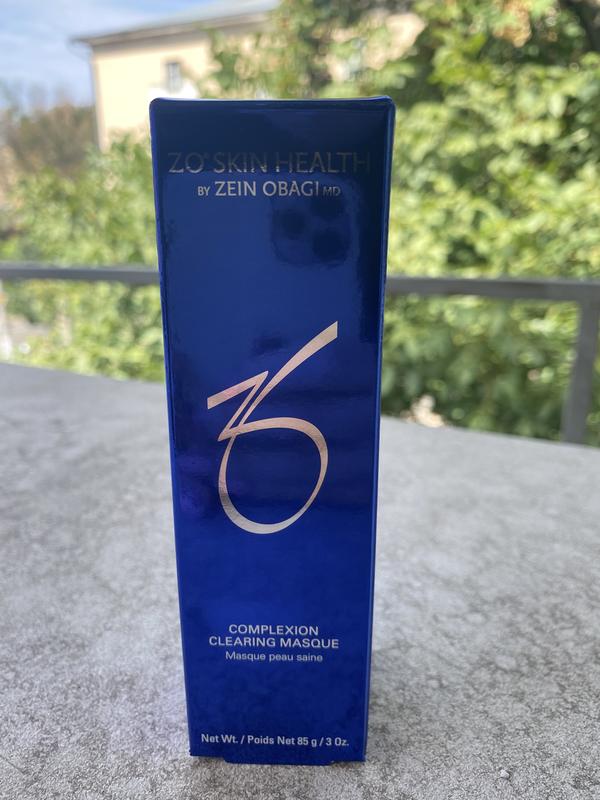 ZO® SKIN HEALTH
BY ZEIN OBAGI MD
COMPLEXION
CLEARING MASQUE
Masque peau saine
Net Wt. / Poids Net 85 g / 3 Oz.